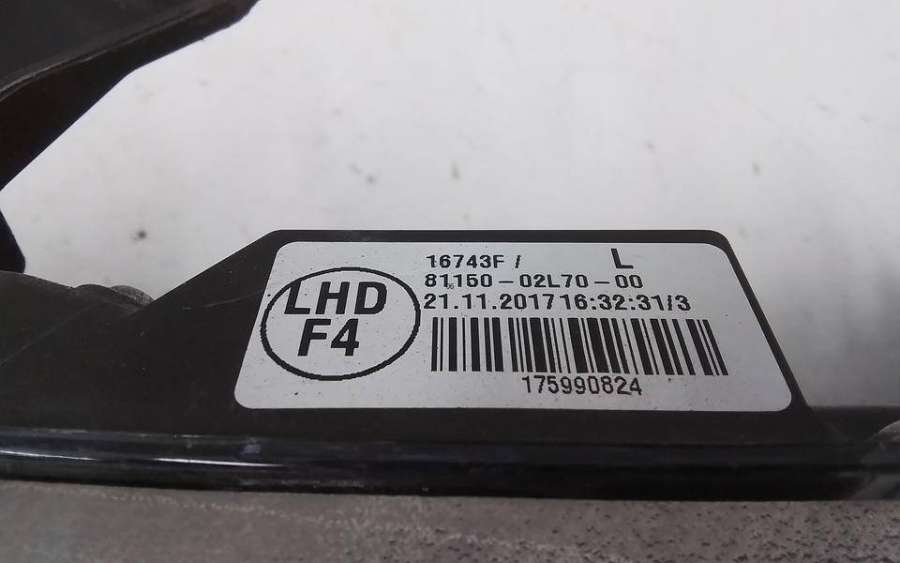 16743F / L
81150-02L70-00
21.11.2017 16:32:31/3
LHD
F4
175990824